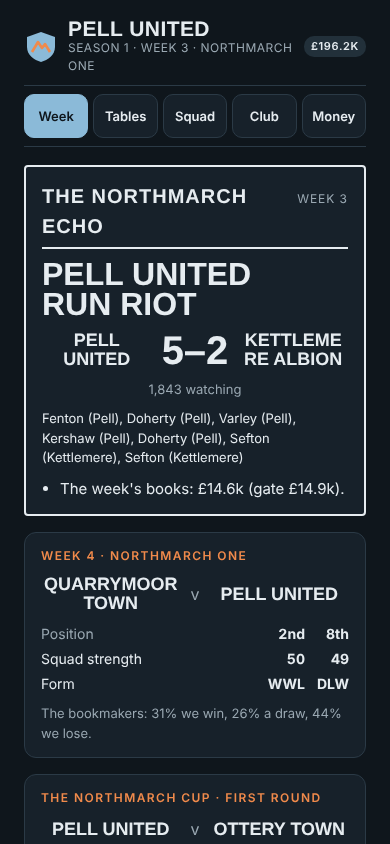 PELL UNITED
SEASON 1 · WEEK 3 · NORTHMARCH
ONE
£196.2K
Week
Tables
Squad
Club
Money
THE NORTHMARCH
ECHO
WEEK 3
PELL UNITED
RUN RIOT
PELL
UNITED
5–2
KETTLEME
RE ALBION
1,843 watching
Fenton (Pell), Doherty (Pell), Varley (Pell),
Kershaw (Pell), Doherty (Pell), Sefton
(Kettlemere), Sefton (Kettlemere)
• The week's books: £14.6k (gate £14.9k).
WEEK 4 · NORTHMARCH ONE
QUARRYMOOR
TOWN
v
PELL UNITED
Position 2nd 8th
Squad strength 50 49
Form WWL DLW
The bookmakers: 31% we win, 26% a draw, 44%
we lose.
THE NORTHMARCH CUP · FIRST ROUND
PELL UNITED v OTTERY TOWN